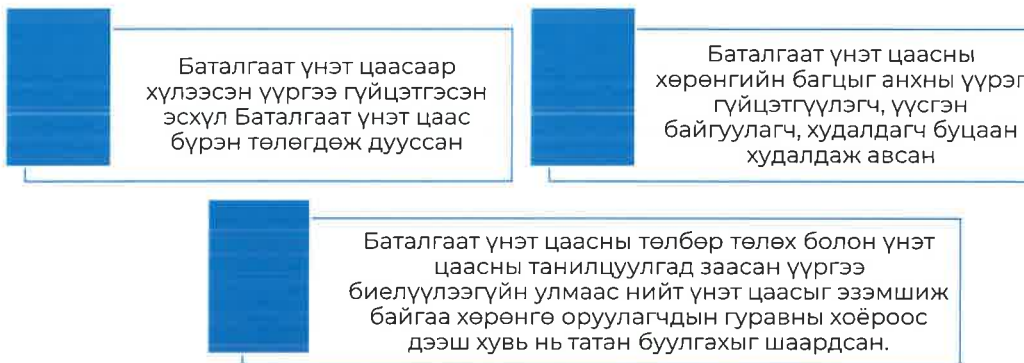 Баталгаат үнэт цаасаар
хүлээсэн үүргээ гүйцэтгэсэн
эсхүл Баталгаат үнэт цаас
бүрэн төлөгдөж дууссан
Баталгаат үнэт цаасны
хөрөнгийн багцыг анхны үүрэг
гүйцэтгүүлэгч, үүсгэн
байгуулагч, худалдагч буцаан
худалдаж авсан
Баталгаат үнэт цаасны төлбөр төлөх болон үнэт
цаасны танилцуулгад заасан үүргээ
биелүүлээгүйн улмаас нийт үнэт цаасыг эзэмшиж
байгаа хөрөнгө оруулагчдын гуравны хоёроос
дээш хувь нь татан буулгахыг шаардсан.